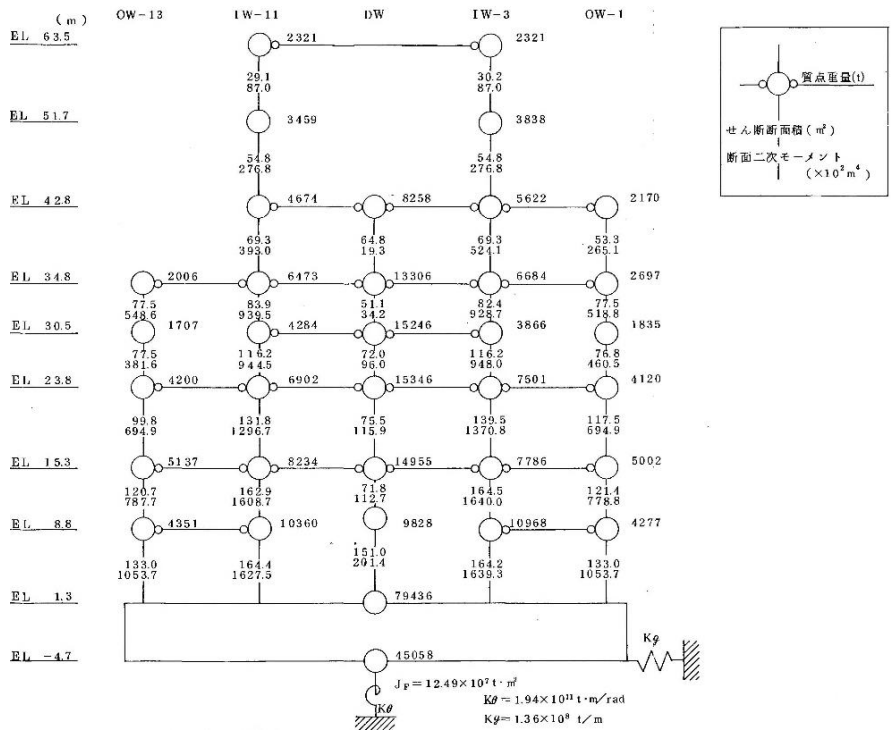 (m) OW-13 IW-11 DW IW-3 OW-1
EL 63.5 2321 2321
29.1 30.2
87.0 87.0
EL 51.7 3459 3838
54.8 54.8
276.8 276.8
EL 42.8 4674 8258 5622 2170
69.3 64.8 69.3 53.3
393.0 19.3 524.1 265.1
EL 34.8 2006 6473 13306 6684 2697
77.5 83.9 51.1 82.4 77.5
548.6 939.5 34.2 928.7 518.8
EL 30.5 1707 4284 15246 3866 1835
77.5 116.2 72.0 116.2 76.8
381.6 944.5 96.0 948.0 460.5
EL 23.8 4200 6902 15346 7501 4120
99.8 131.8 75.5 139.5 117.5
694.9 1296.7 115.9 1370.8 694.9
EL 15.3 5137 8234 14955 7786 5002
120.7 162.9 71.8 164.5 121.4
787.7 1608.7 112.7 1640.0 778.8
EL 8.8 4351 10360 9828 10968 4277
133.0 164.4 151.0 164.2 133.0
1053.7 1627.5 201.4 1639.3 1053.7
EL 1.3 79436
EL -4.7 45058
Kg
JF=12.49×10⁷t·m²
Kθ
Kθ=1.94×10¹¹t·m/rad
Kg=1.36×10⁸ t/m
質点重量(t)
せん断断面積(m²)
断面二次モーメント
(×10²m⁴)